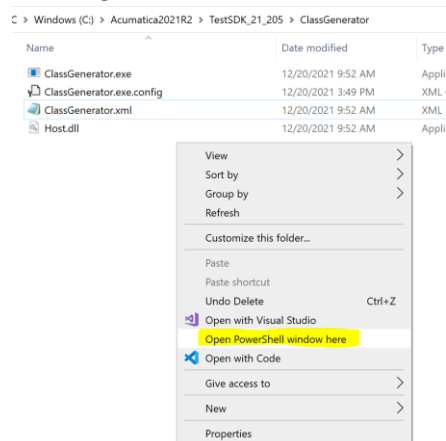 C > Windows (C:) > Acumatica2021R2 > TestSDK_21_205 > ClassGenerator
Name Date modified Type
ClassGenerator.exe 12/20/2021 9:52 AM Appli
ClassGenerator.exe.config 12/20/2021 3:49 PM XML
ClassGenerator.xml 12/20/2021 9:52 AM XML
Host.dll 12/20/2021 9:52 AM Appli
View >
Sort by >
Group by >
Refresh
Customize this folder...
Paste
Paste shortcut
Undo Delete Ctrl+Z
Open with Visual Studio
Open PowerShell window here
Open with Code
Give access to >
New >
Properties